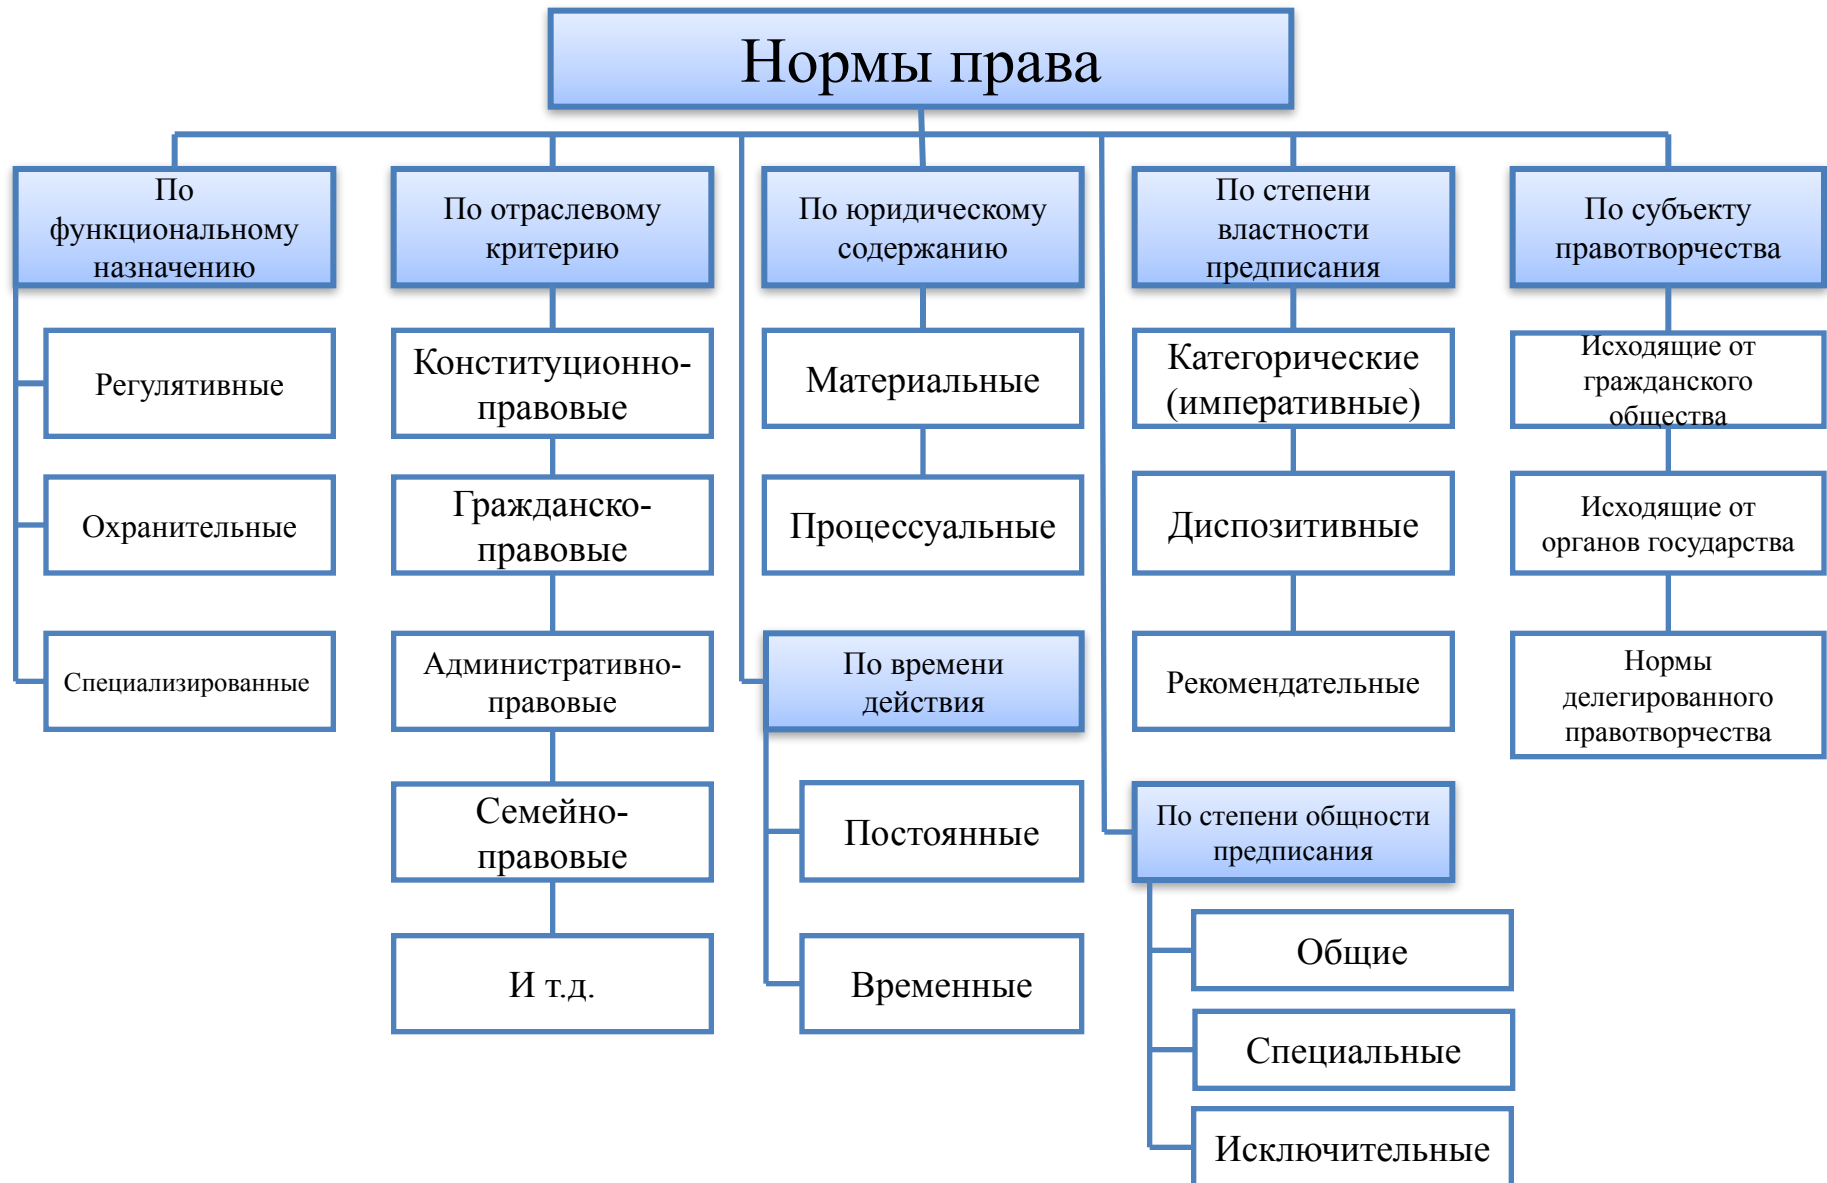 Нормы права
По
функциональному
назначению
Регулятивные
Охранительные
Специализированные
По отраслевому
критерию
Конституционно-
правовые
Гражданско-
правовые
Административно-
правовые
Семейно-
правовые
И т.д.
По юридическому
содержанию
Материальные
Процессуальные
По времени
действия
Постоянные
Временные
По степени
властности
предписания
Категорические
(императивные)
Диспозитивные
Рекомендательные
По степени общности
предписания
Общие
Специальные
Исключительные
По субъекту
правотворчества
Исходящие от
гражданского
общества
Исходящие от
органов государства
Нормы
делегированного
правотворчества